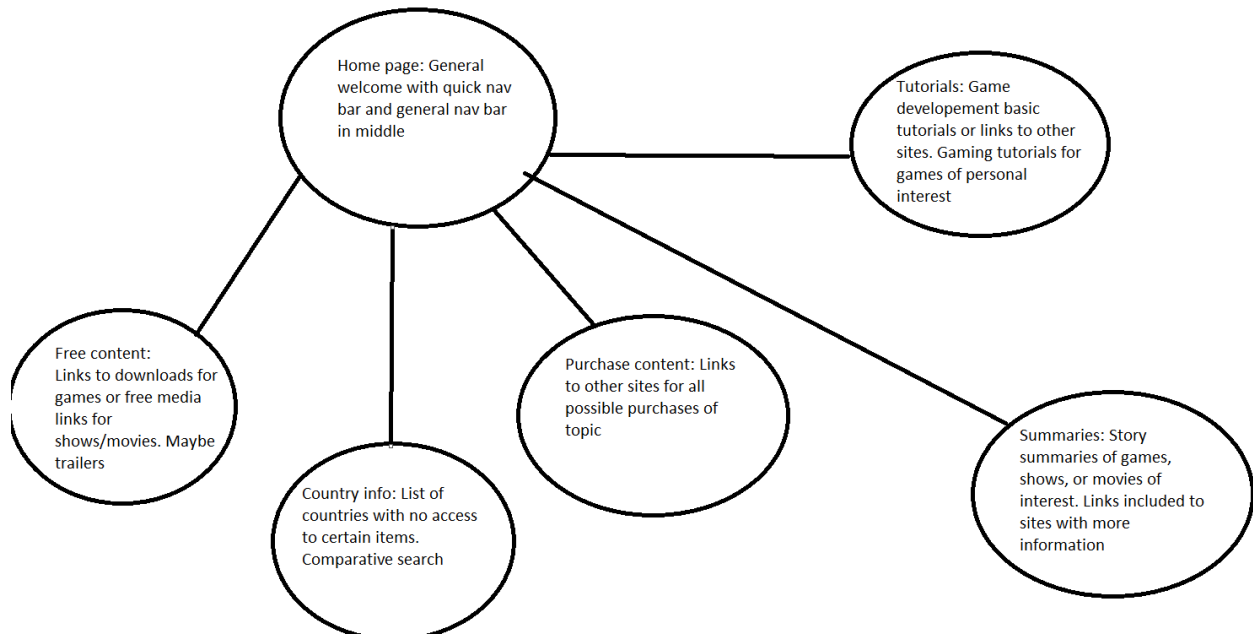 Home page: General
welcome with quick nav
bar and general nav bar
in middle
Tutorials: Game
developement basic
tutorials or links to other
sites. Gaming tutorials for
games of personal
interest
Free content:
Links to downloads for
games or free media
links for
shows/movies. Maybe
trailers
Country info: List of
countries with no access
to certain items.
Comparative search
Purchase content: Links
to other sites for all
possible purchases of
topic
Summaries: Story
summaries of games,
shows, or movies of
interest. Links included to
sites with more
information